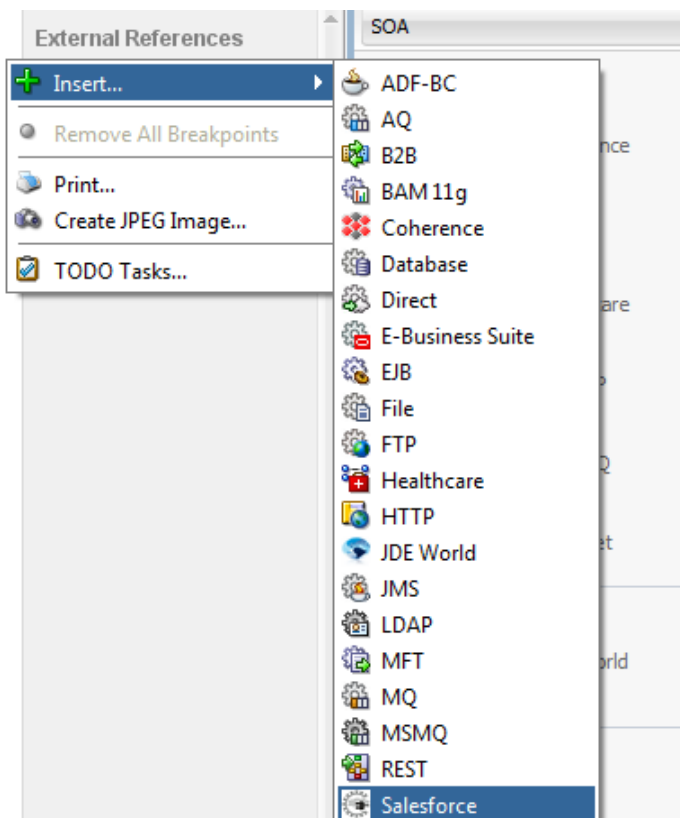 External References
SOA
Insert...
Remove All Breakpoints
Print...
Create JPEG Image...
TODO Tasks...
ADF-BC
AQ
B2B
BAM 11g
Coherence
Database
Direct
E-Business Suite
EJB
File
FTP
Healthcare
HTTP
JDE World
JMS
LDAP
MFT
MQ
MSMQ
REST
Salesforce